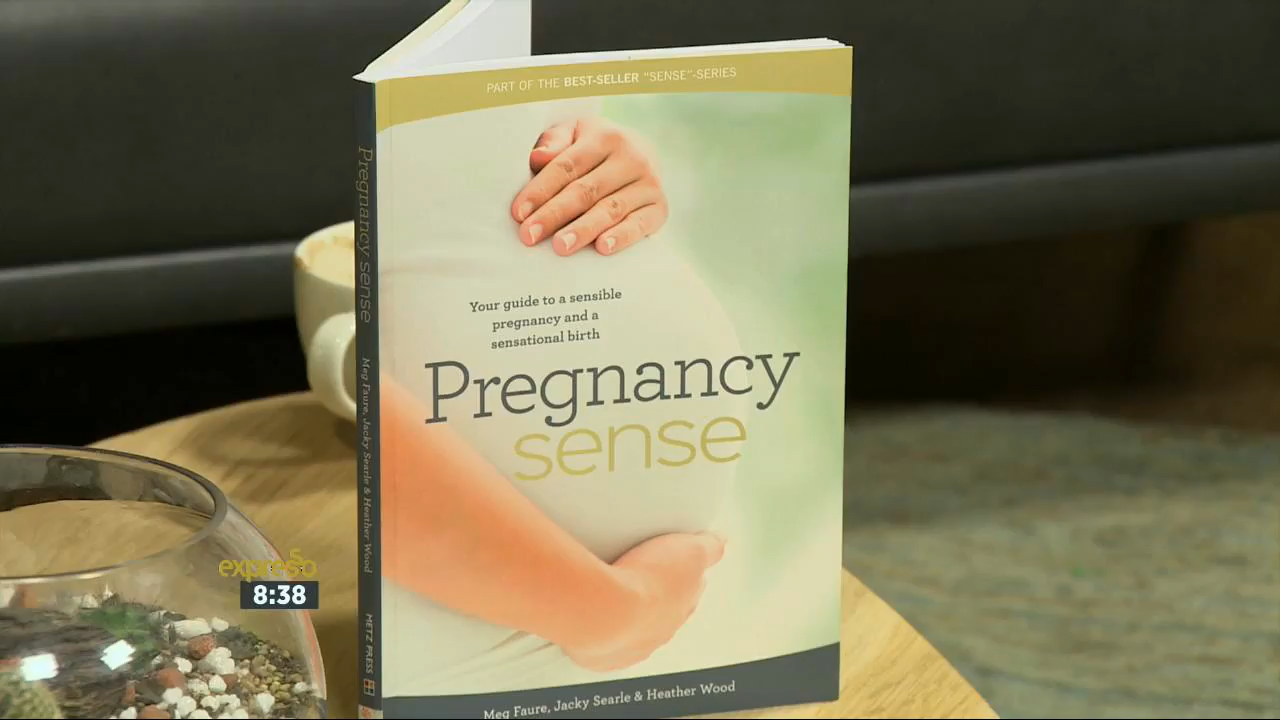 PART OF THE BEST-SELLER "SENSE"-SERIES
Your guide to a sensible
pregnancy and a
sensational birth
Pregnancy
sense
Meg Faure, Jacky Searle & Heather Wood
Pregnancy sense
Meg Faure, Jacky Searle & Heather Wood
METZ PRESS
expresso
8:38